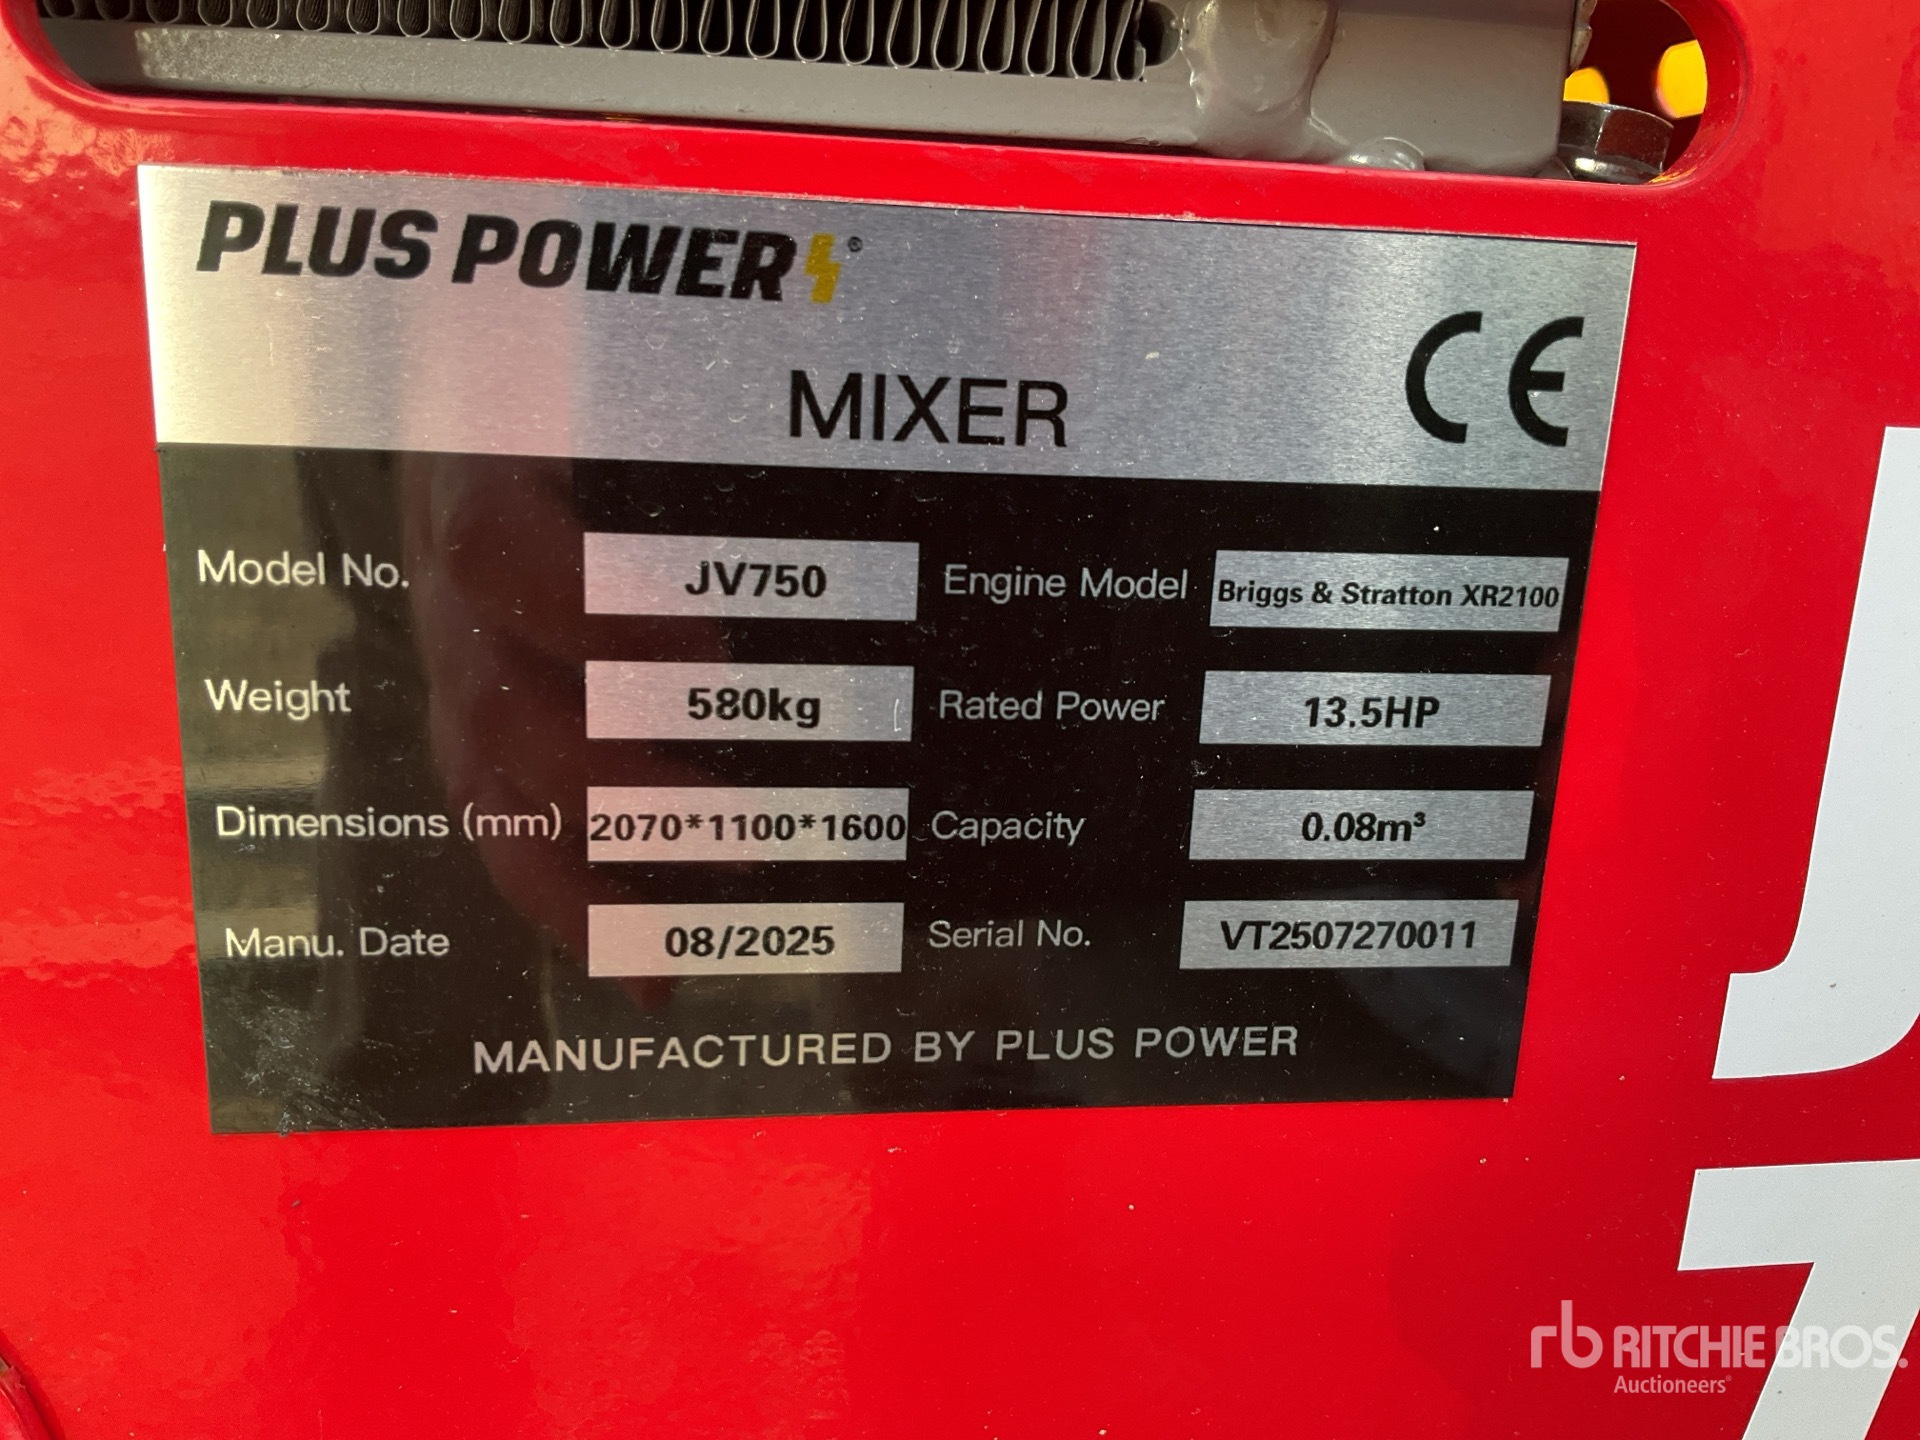 PLUS POWER ®
MIXER
CE
Model No. JV750 Engine Model Briggs & Stratton XR2100
Weight 580kg Rated Power 13.5HP
Dimensions (mm) 2070*1100*1600 Capacity 0.08m³
Manu. Date 08/2025 Serial No. VT2507270011
MANUFACTURED BY PLUS POWER
rb RITCHIE BROS.
Auctioneers